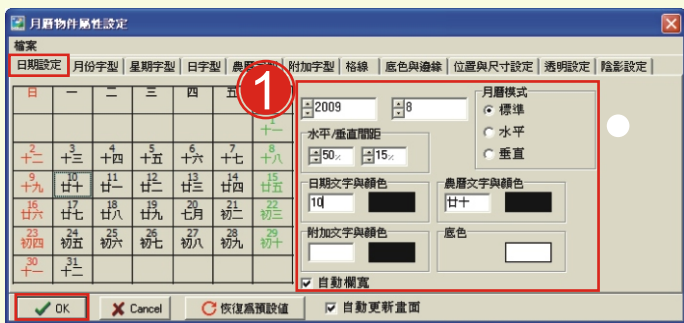 月曆物件屬性設定
檔案
日期設定 月份字型 星期字型 日字型 附加字型 格線 底色與邊緣 位置與尺寸設定 透明設定 陰影設定
1
日 一 二 三 四 五
1
十一
2 3 4 5 6 7 8
十二 十三 十四 十五 十六 十七 十八
9 10 11 12 13 14 15
十九 廿十 廿一 廿二 廿三 廿四 廿五
16 17 18 19 20 21 22
廿六 廿七 廿八 廿九 七月 初二 初三
23 24 25 26 27 28 29
初四 初五 初六 初七 初八 初九 初十
30 31
十一 十二
2009 8
月曆模式
標準
水平
垂直
水平/垂直間距
50% 15%
日期文字與顏色 農曆文字與顏色
10 廿十
附加文字與顏色 底色
自動欄寬
OK Cancel 恢復為預設值 自動更新畫面